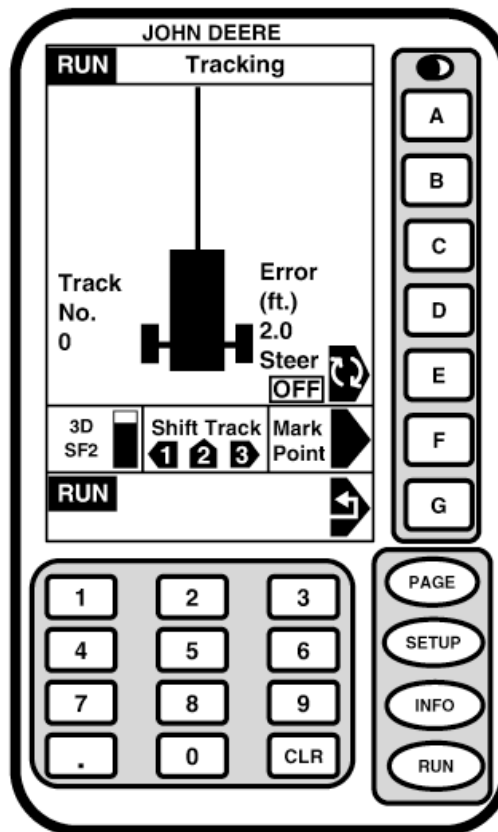 JOHN DEERE
RUN Tracking
Track
No.
0
Error
(ft.)
2.0
Steer
OFF
3D
SF2
Shift Track
1 2 3
Mark
Point
RUN
A
B
C
D
E
F
G
1 2 3
4 5 6
7 8 9
. 0 CLR
PAGE
SETUP
INFO
RUN